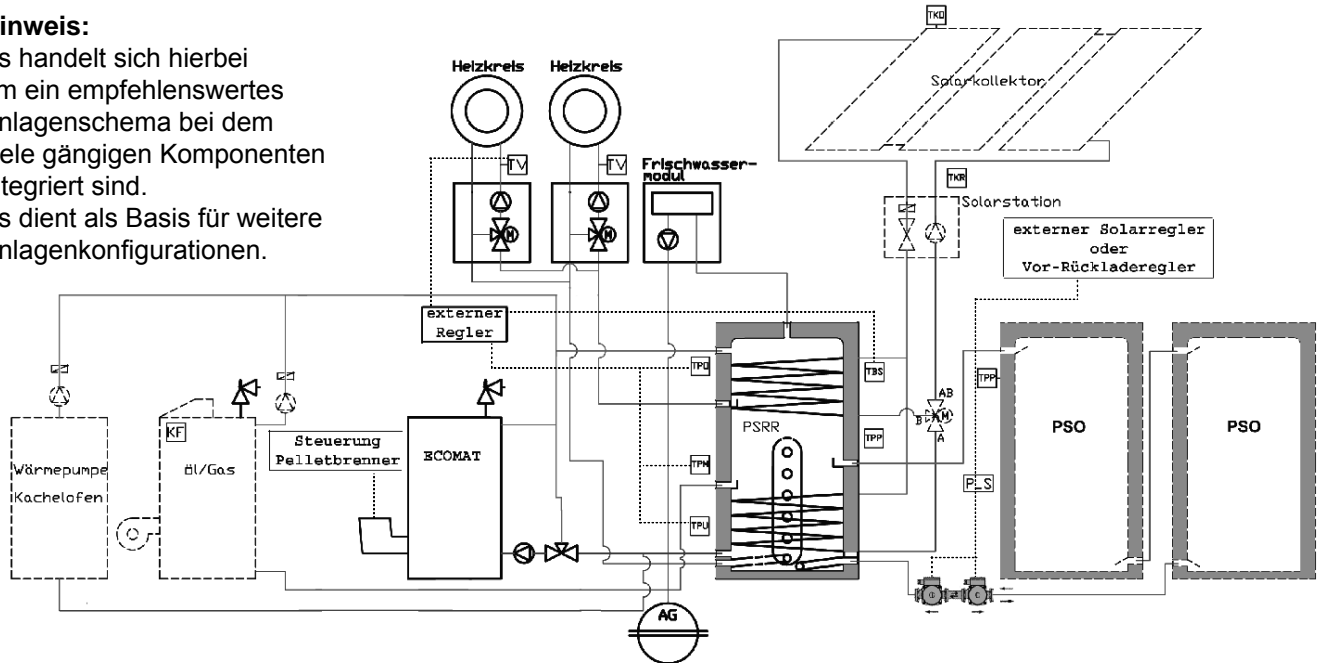 inweis:
s handelt sich hierbei
m ein empfehlenswertes
nlagenschema bei dem
ele gängigen Komponenten
tegriert sind.
s dient als Basis für weitere
nlagenkonfigurationen.
Heizkreis
Heizkreis
TV
TV
M
M
Frischwasser-
modul
TKO
Solarkollektor
TKR
Solarstation
externer Solarregler
oder
Vor-Rückladeregler
externer
Regler
TPO
TBS
PSRR
TPP
TPM
TPU
AB
B
M
A
TPP
PSO
PSO
P_S
KF
Wärmepumpe
Kachelofen
öl/Gas
Steuerung
Pelletbrenner
ECOMAT
AG